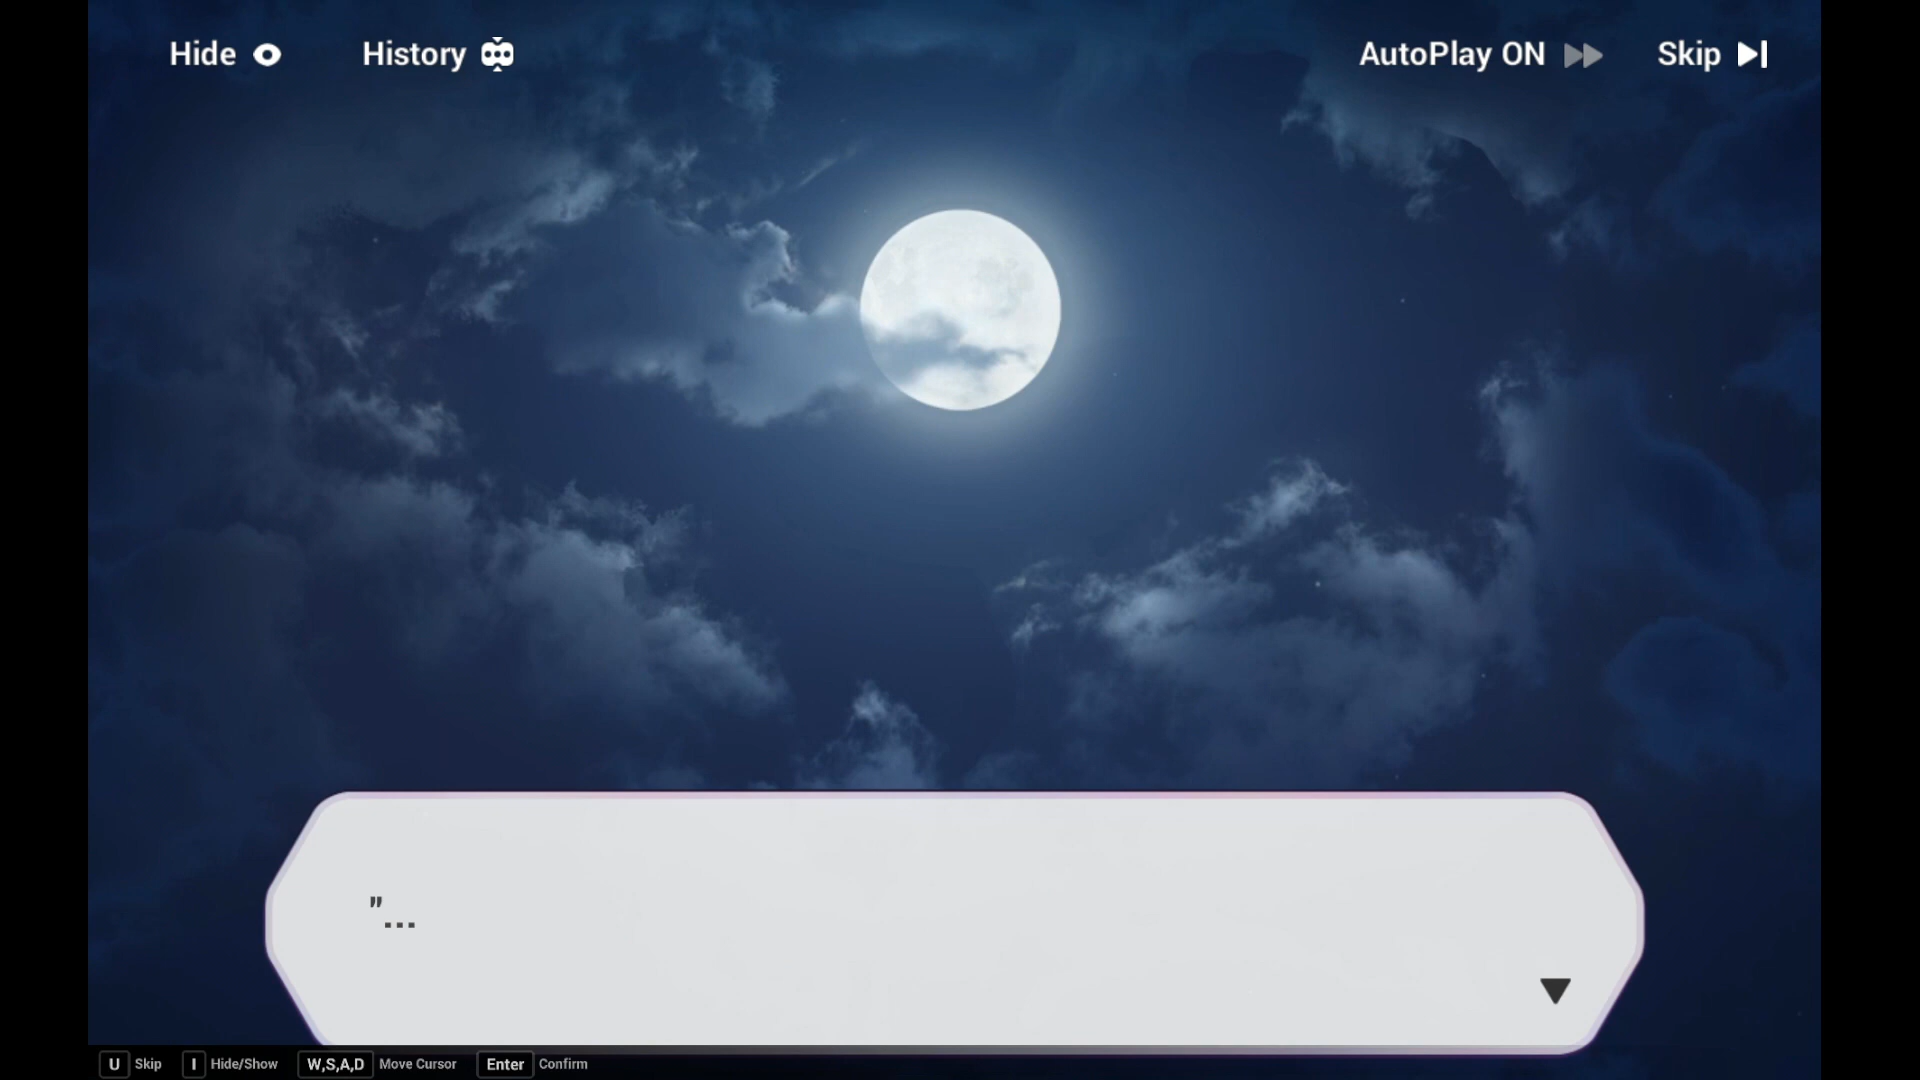 Hide
History
AutoPlay ON
Skip
"...
U Skip
I Hide/Show
W,S,A,D Move Cursor
Enter Confirm